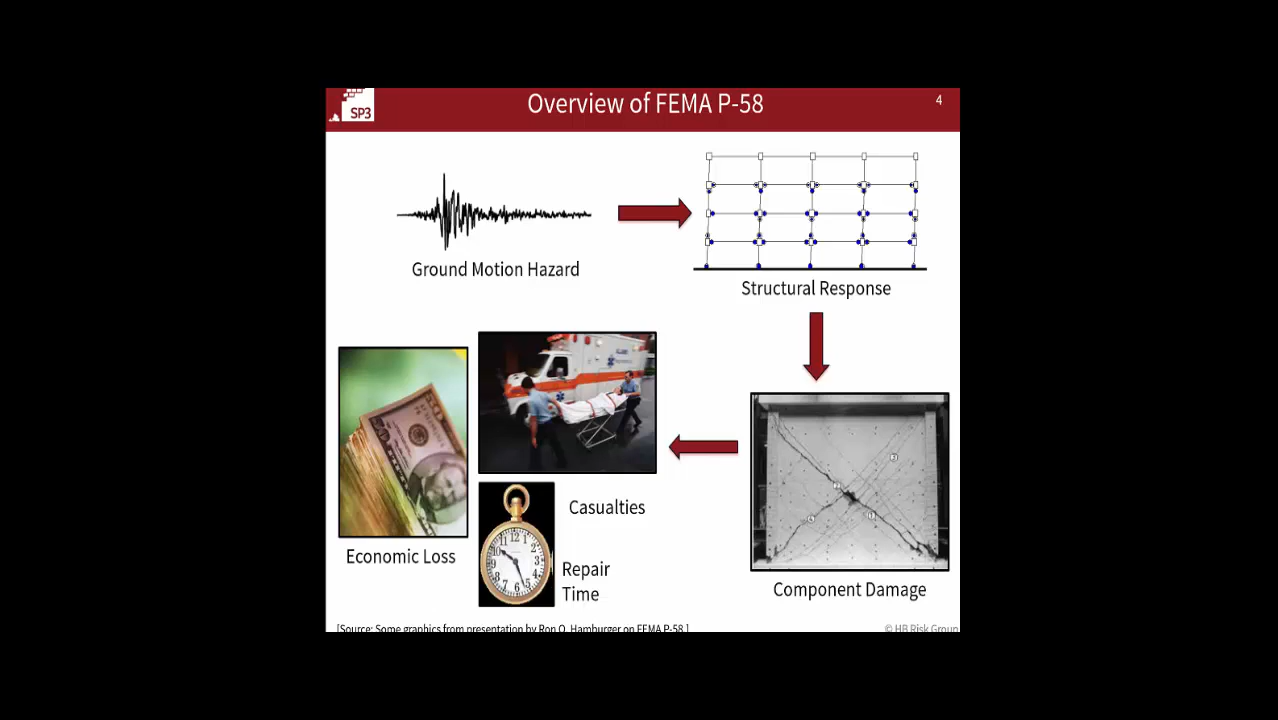 SP3
Overview of FEMA P-58
4
Ground Motion Hazard
Structural Response
Casualties
Economic Loss
Repair
Time
Component Damage
[Source: Some graphics from presentation by Ron O. Hamburger on FEMA P-58.]
© HB Risk Group